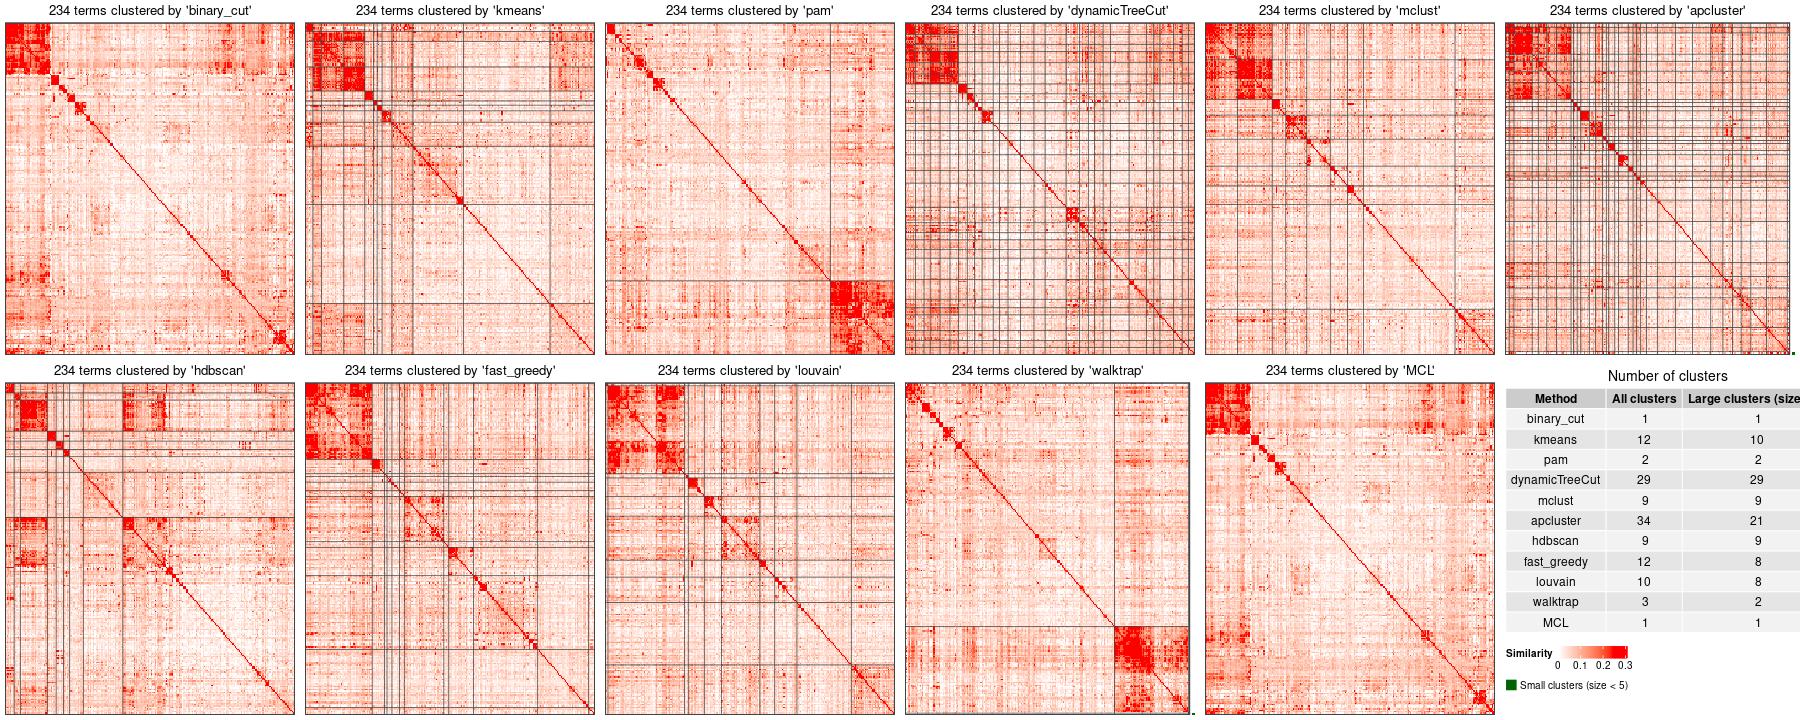 234 terms clustered by 'binary_cut'
234 terms clustered by 'kmeans'
234 terms clustered by 'pam'
234 terms clustered by 'dynamicTreeCut'
234 terms clustered by 'mclust'
234 terms clustered by 'apcluster'
234 terms clustered by 'hdbscan'
234 terms clustered by 'fast_greedy'
234 terms clustered by 'louvain'
234 terms clustered by 'walktrap'
234 terms clustered by 'MCL'
Number of clusters
Method All clusters Large clusters (size
binary_cut 1 1
kmeans 12 10
pam 2 2
dynamicTreeCut 29 29
mclust 9 9
apcluster 34 21
hdbscan 9 9
fast_greedy 12 8
louvain 10 8
walktrap 3 2
MCL 1 1
Similarity
0 0.1 0.2 0.3
Small clusters (size < 5)